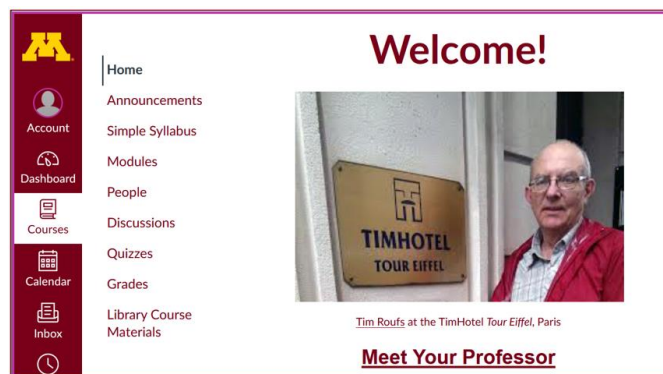 M
Account
Dashboard
Courses
Calendar
Inbox
Home
Announcements
Simple Syllabus
Modules
People
Discussions
Quizzes
Grades
Library Course
Materials
Welcome!
TIMHOTEL
TOUR EIFFEL
Tim Roufs at the TimHotel Tour Eiffel, Paris
Meet Your Professor